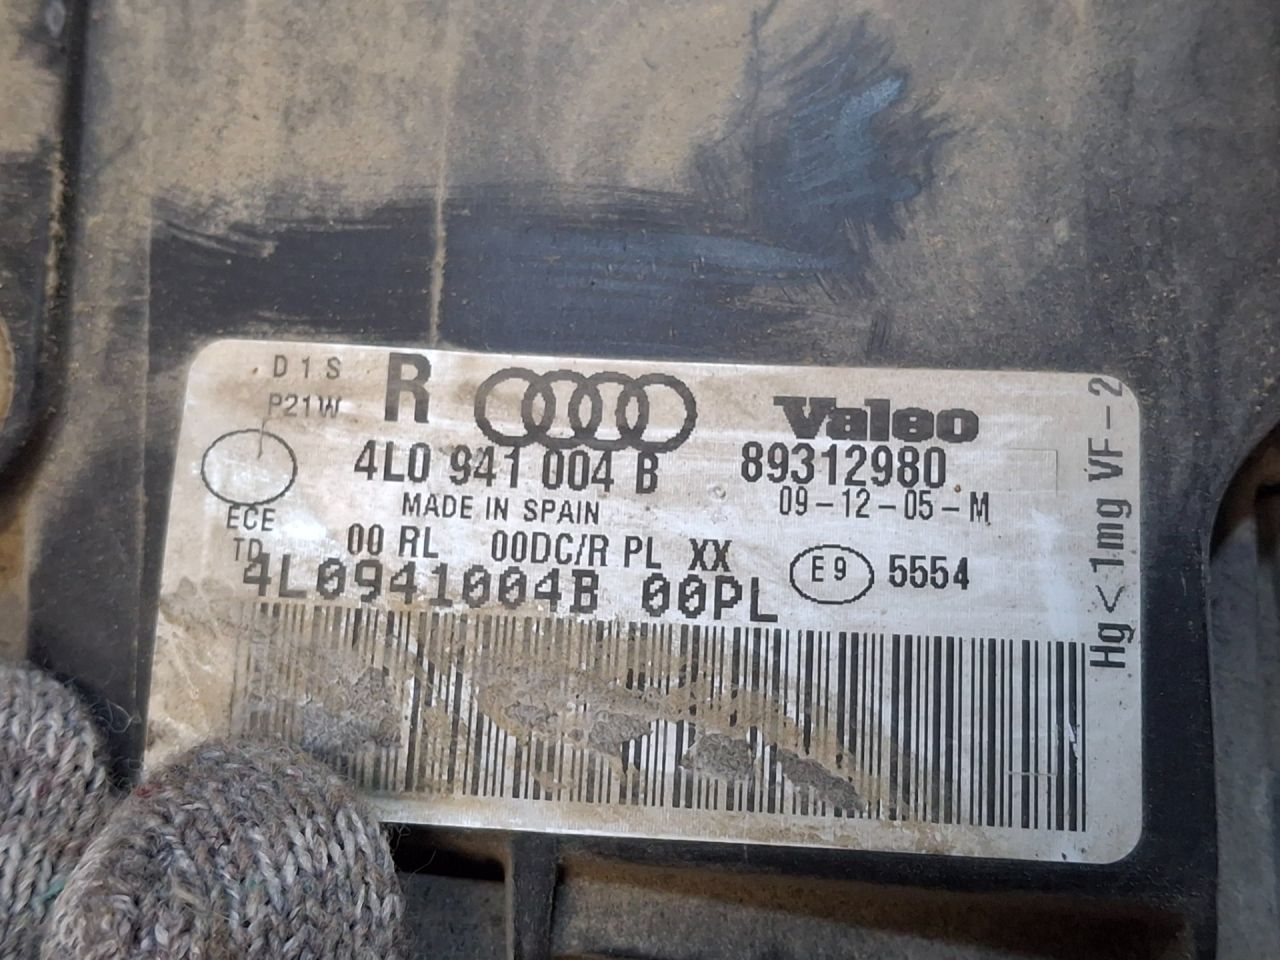 D1S R Valeo
P21W
4L0 941 004 B 89312980
MADE IN SPAIN 09-12-05-M
ECE
TD 00 RL 00DC/R PL XX E9 5554
4L0941004B 00PL
Hg<1mg VF-2